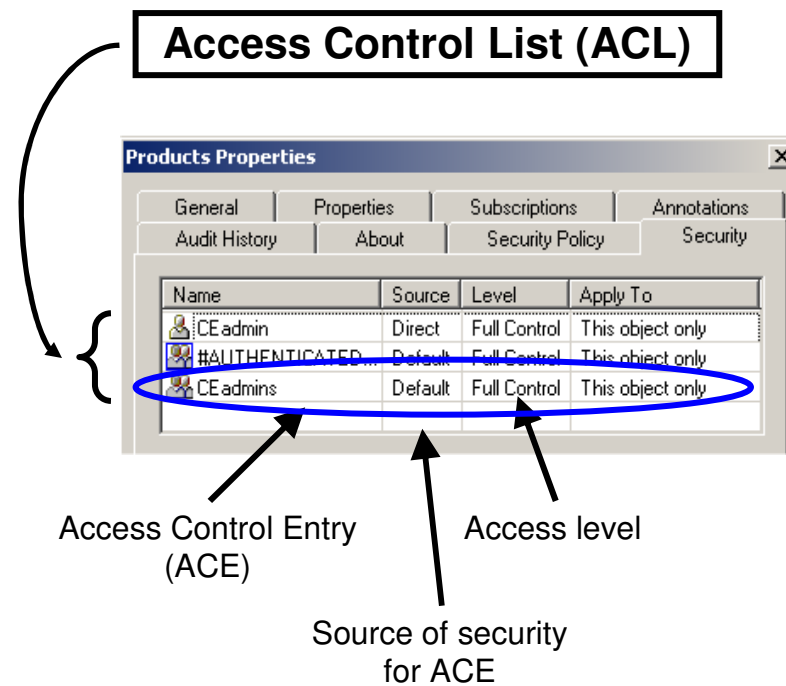 Access Control List (ACL)
Products Properties
General Properties Subscriptions Annotations
Audit History About Security Policy Security
Name Source Level Apply To
CEadmin Direct Full Control This object only
#AUTHENTICATED... Default Full Control This object only
CEadmins Default Full Control This object only
Access Control Entry
(ACE)
Access level
Source of security
for ACE